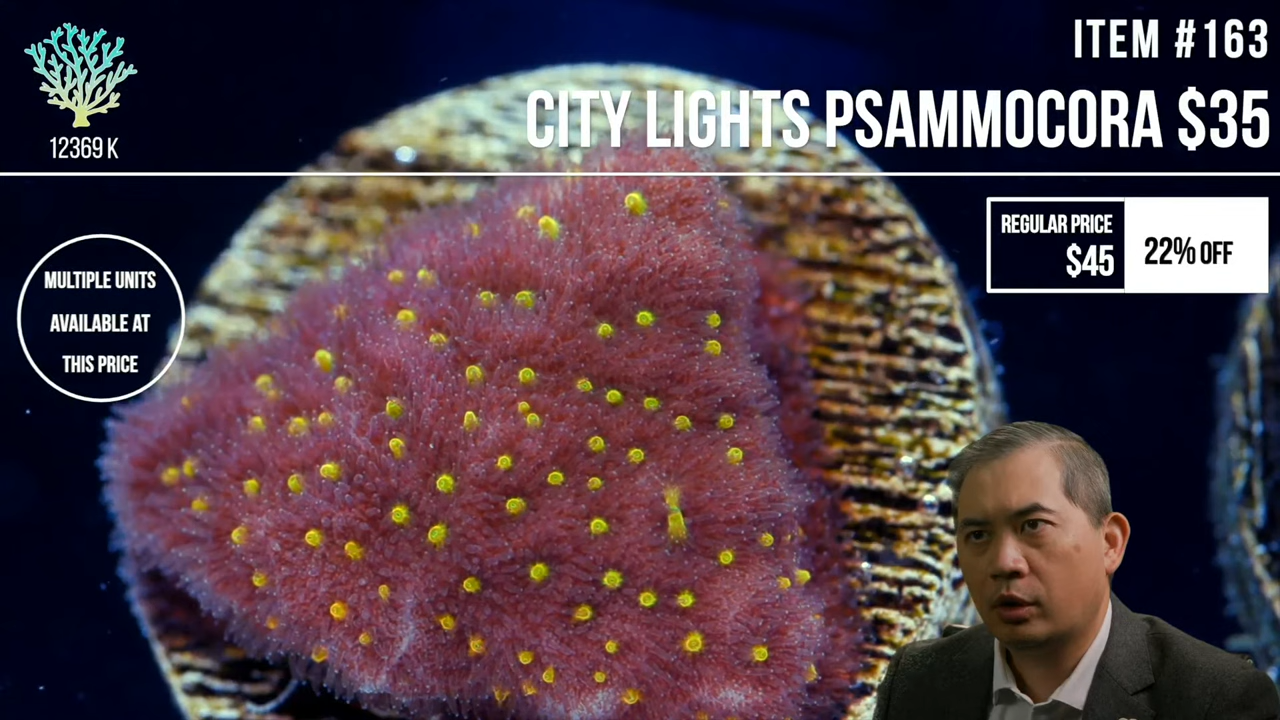 ITEM #163
CITY LIGHTS PSAMMOCORA $35
12369 K
REGULAR PRICE
$45
22% OFF
MULTIPLE UNITS
AVAILABLE AT
THIS PRICE